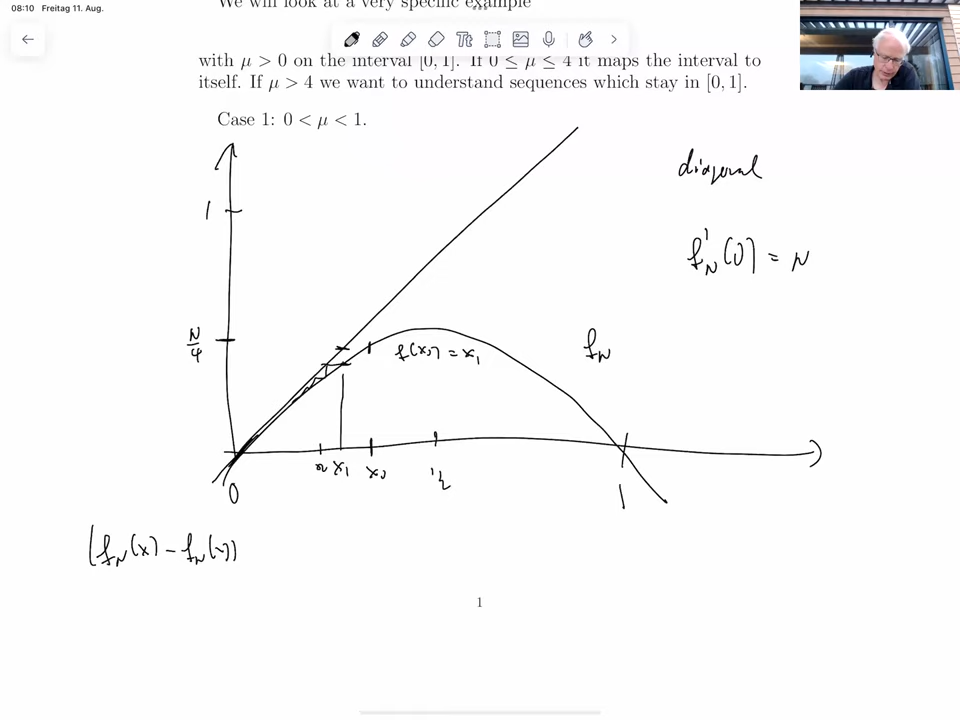 08:10 Freitag 11. Aug.
We will look at a very specific example
Tt
with μ > 0 on the interval [0, 1]. If 0 ≤ μ ≤ 4 it maps the interval to
itself. If μ > 4 we want to understand sequences which stay in [0, 1].
Case 1: 0 < μ < 1.
diagonal
1
f'μ(0) = μ
μ/4
f(x₀) = x₁
fμ
x₁ x₀ ½
0 1
|fμ(x) − fμ(y)|
1